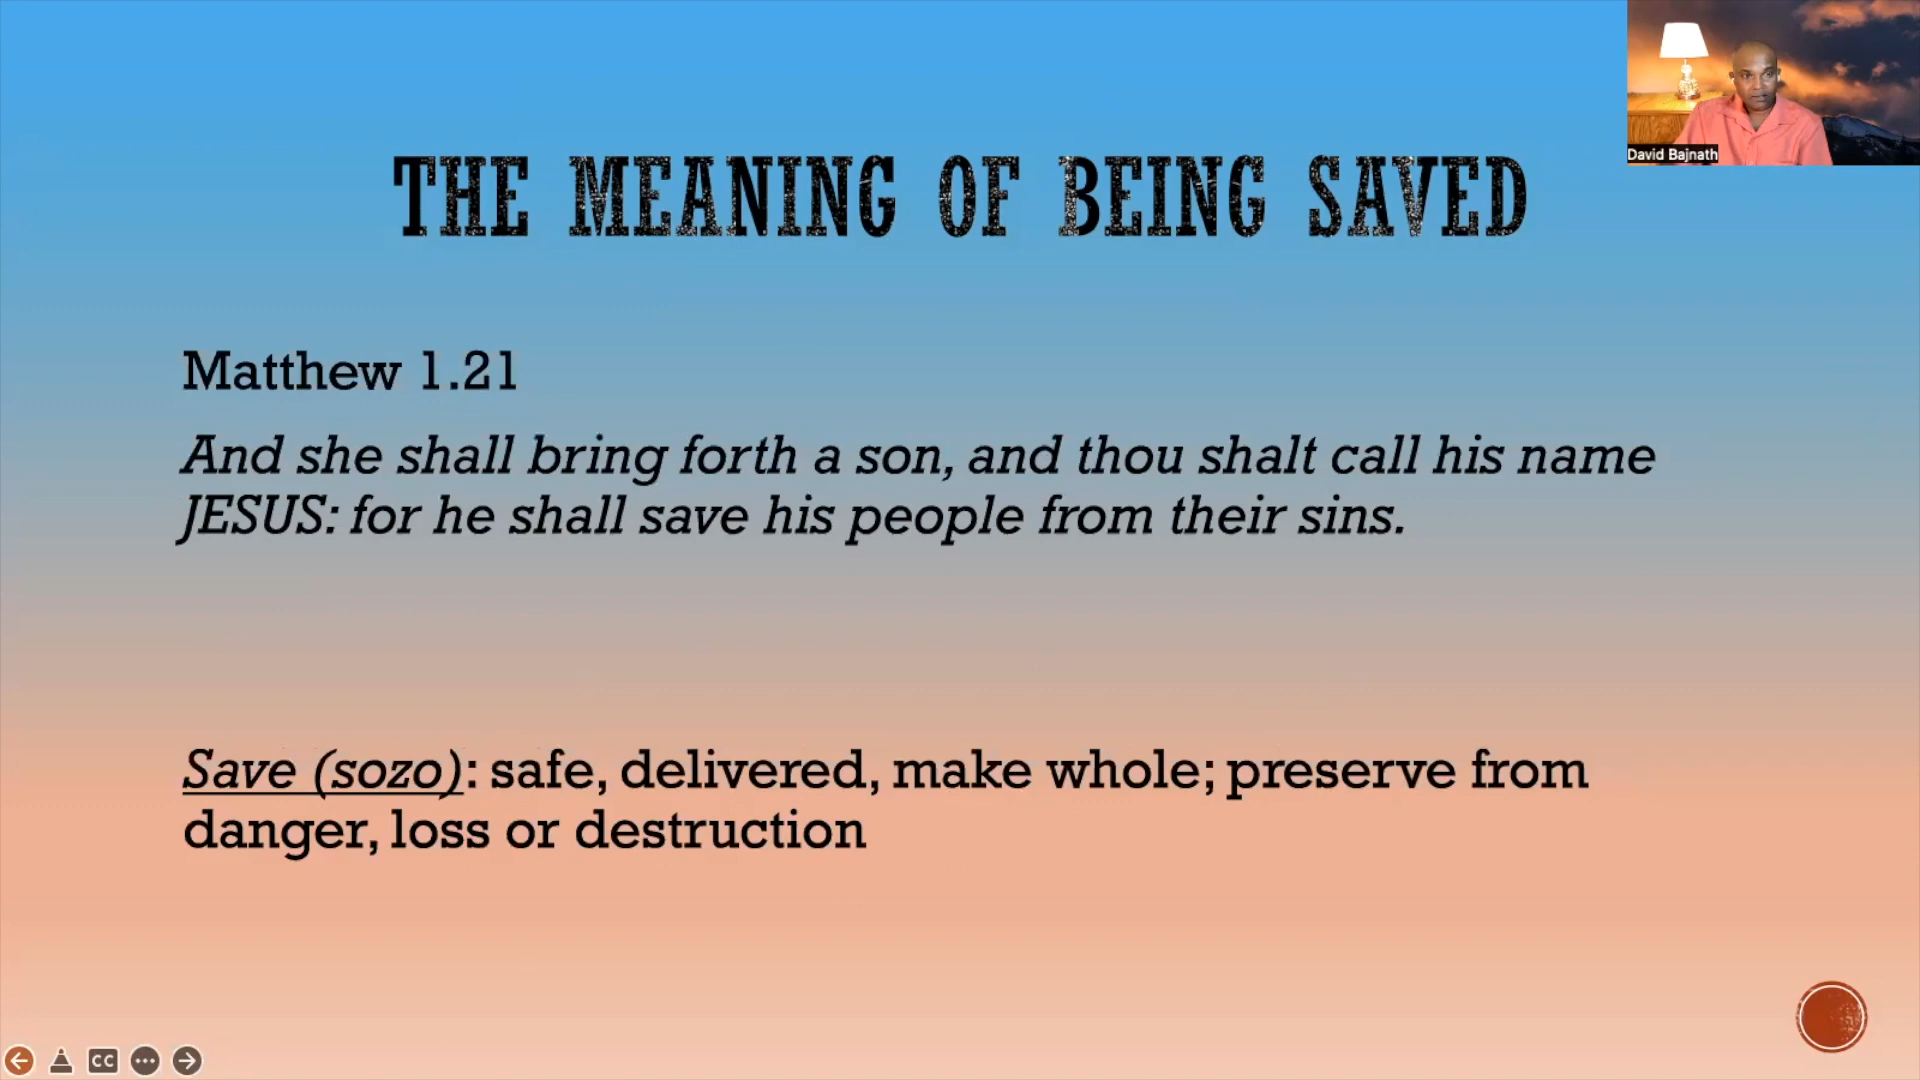 David Bajnath
THE MEANING OF BEING SAVED
Matthew 1.21
And she shall bring forth a son, and thou shalt call his name
JESUS: for he shall save his people from their sins.
Save (sozo): safe, delivered, make whole; preserve from
danger, loss or destruction
CC